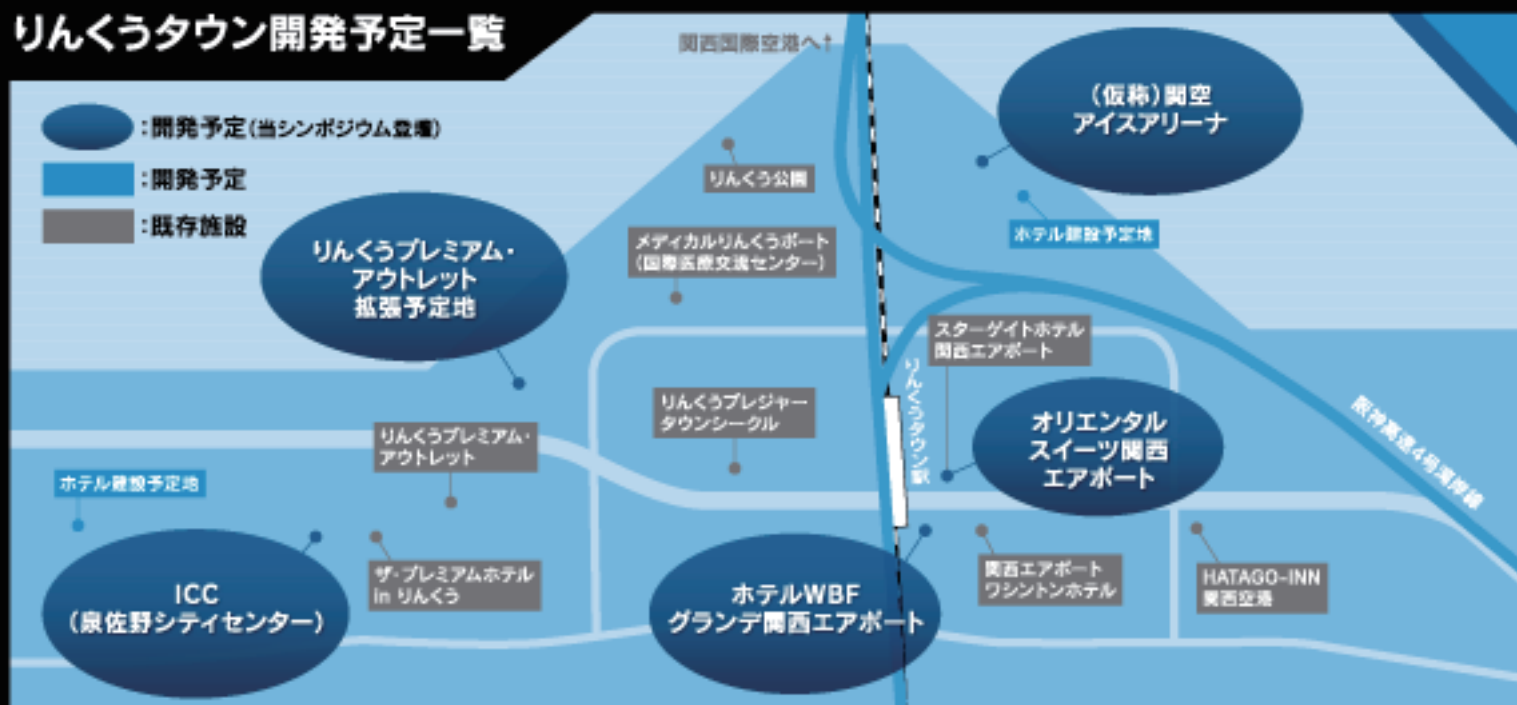 りんくうタウン開発予定一覧
関西国際空港へ↑
:開発予定(当シンポジウム登壇)
:開発予定
:既存施設
(仮称)関空
アイスアリーナ
りんくう公園
ホテル建設予定地
りんくうプレミアム・
アウトレット
拡張予定地
メディカルりんくうポート
(国際医療交流センター)
スターゲイトホテル
関西エアポート
りんくうタウン駅
りんくうプレジャー
タウンシークル
オリエンタル
スイーツ関西
エアポート
阪神高速4号湾岸線
りんくうプレミアム・
アウトレット
ホテル建設予定地
ICC
(泉佐野シティセンター)
ザ・プレミアムホテル
in りんくう
ホテルWBF
グランデ関西エアポート
関西エアポート
ワシントンホテル
HATAGO-INN
関西空港